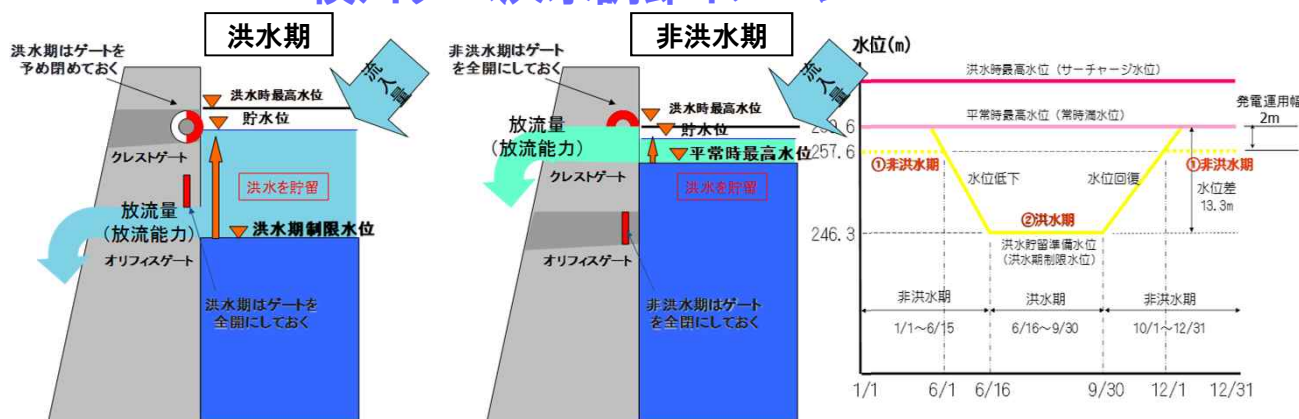 洪水期
洪水期はゲートを
予め閉めておく
流入量
洪水時最高水位
貯水位
クレストゲート
洪水を貯留
放流量
(放流能力)
洪水期制限水位
オリフィスゲート
洪水期はゲートを
全開にしておく
非洪水期
非洪水期はゲート
を全開にしておく
流入量
洪水時最高水位
貯水位
放流量
(放流能力)
平常時最高水位
クレストゲート
洪水を貯留
オリフィスゲート
非洪水期はゲート
を全閉にしておく
水位(m)
洪水時最高水位（サーチャージ水位）
発電運用幅
2m
平常時最高水位（常時満水位）
257.6
①非洪水期
①非洪水期
水位低下
水位回復
水位差
13.3m
②洪水期
246.3
洪水貯留準備水位
(洪水期制限水位)
非洪水期
洪水期
非洪水期
1/1～6/15
6/16～9/30
10/1～12/31
1/1
6/1
6/16
9/30
12/1
12/31